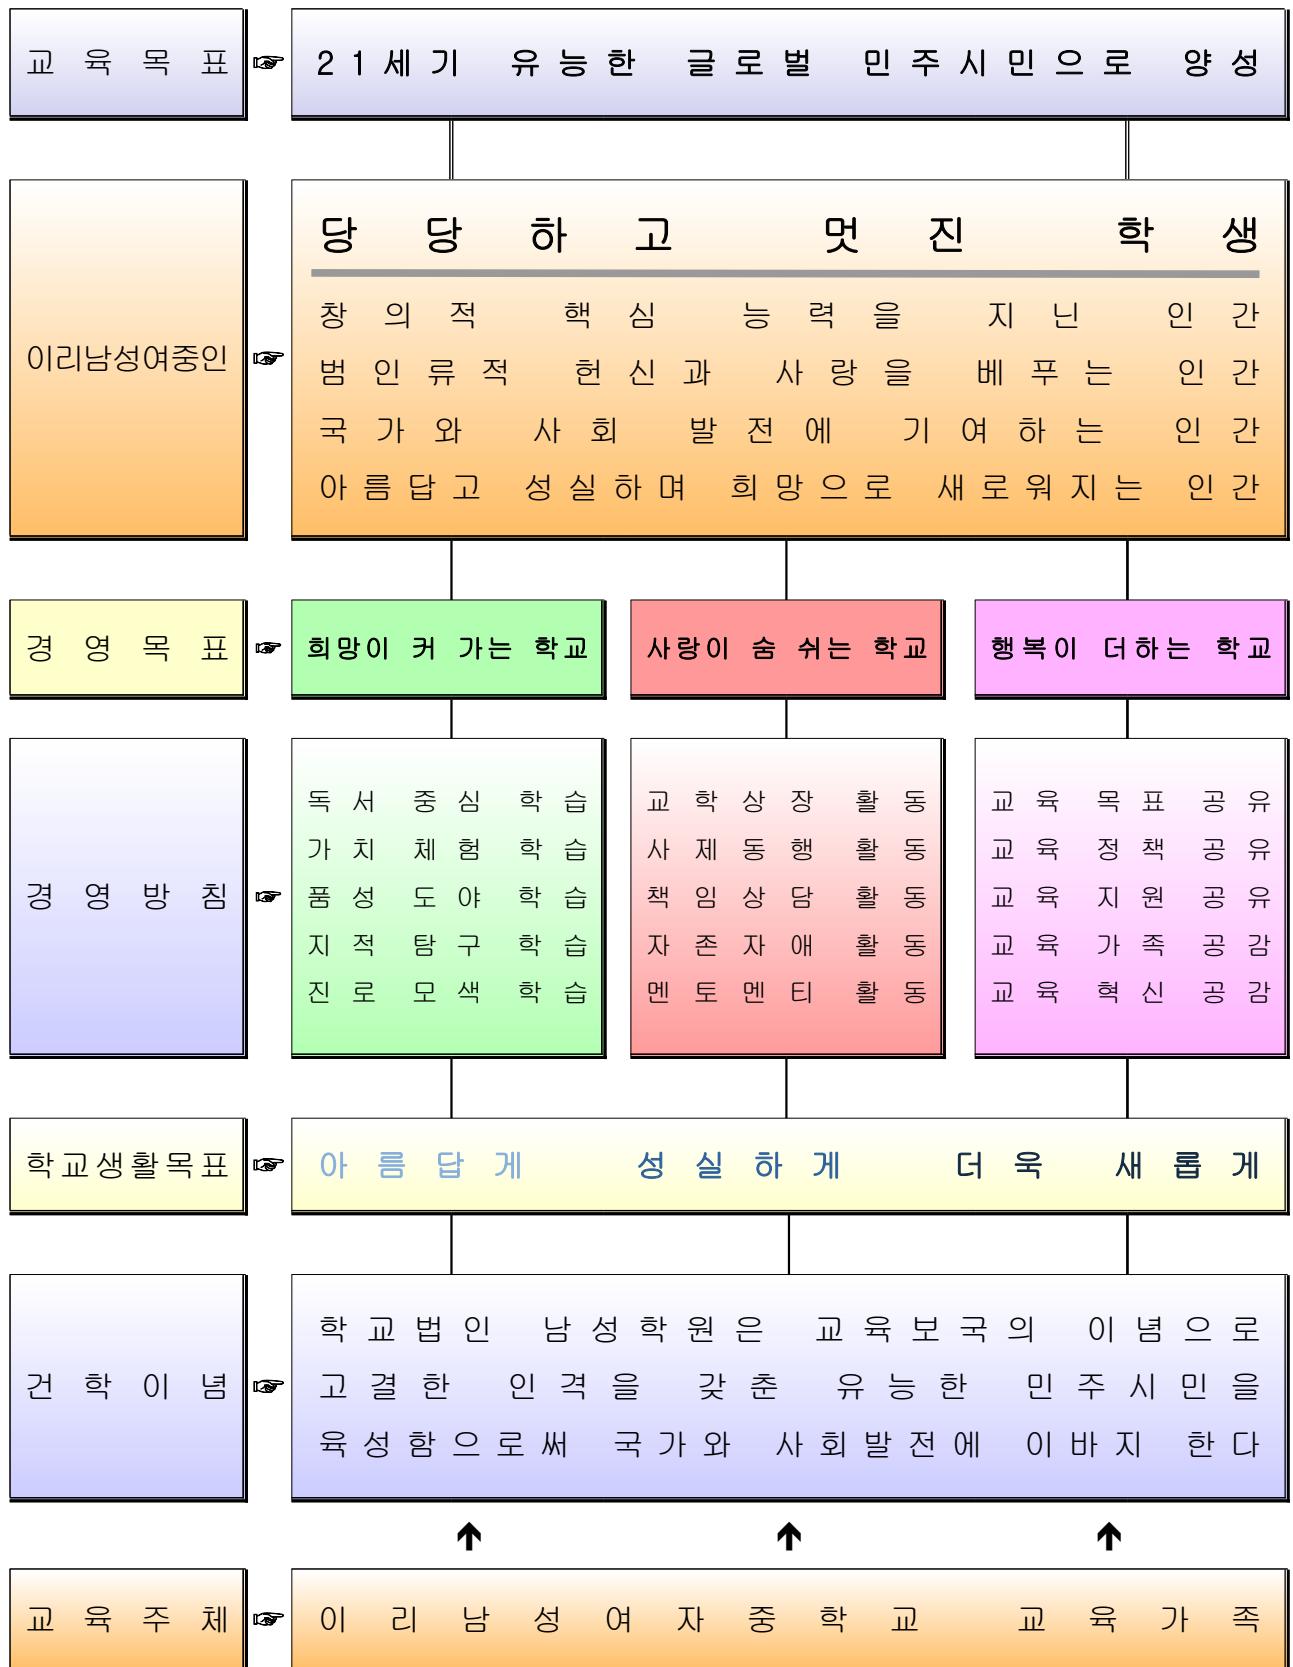 교육목표 ☞ 21세기 유능한 글로벌 민주시민으로 양성
당당하고 멋진 학생
창의적 핵심 능력을 지닌 인간
이리남성여중인 ☞
범인류적 헌신과 사랑을 베푸는 인간
국가와 사회 발전에 기여하는 인간
아름답고 성실하며 희망으로 새로워지는 인간
경영목표 ☞ 희망이 커 가는 학교 사랑이 숨 쉬는 학교 행복이 더하는 학교
경영방침 ☞
독서 중심 학습
가치 체험 학습
품성 도야 학습
지적 탐구 학습
진로 모색 학습
교학상장 활동
사제동행 활동
책임상담 활동
자존자애 활동
멘토멘티 활동
교육 목표 공유
교육 정책 공유
교육 지원 공유
교육 가족 공감
교육 혁신 공감
학교생활목표 ☞ 아름답게 성실하게 더욱 새롭게
건학이념 ☞
학교법인 남성학원은 교육보국의 이념으로
고결한 인격을 갖춘 유능한 민주시민을
육성함으로써 국가와 사회발전에 이바지 한다
교육주체 ☞ 이리남성여자중학교 교육가족